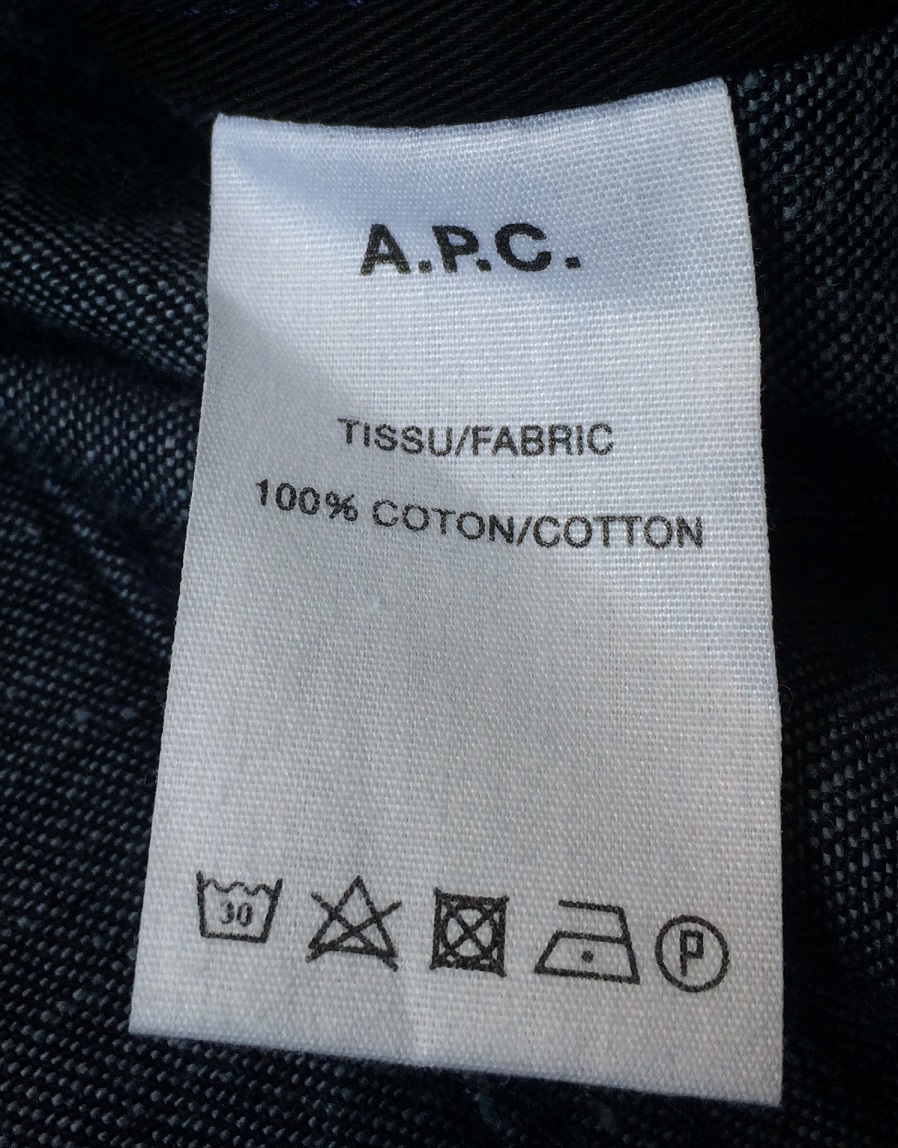 A.P.C.
TISSU/FABRIC
100% COTON/COTTON
30 P